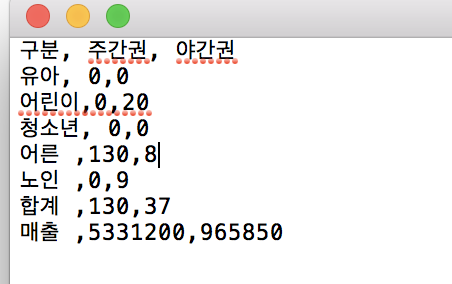 구분, 주간권, 야간권
유아, 0,0
어린이,0,20
청소년, 0,0
어른 ,130,8
노인 ,0,9
합계 ,130,37
매출 ,5331200,965850